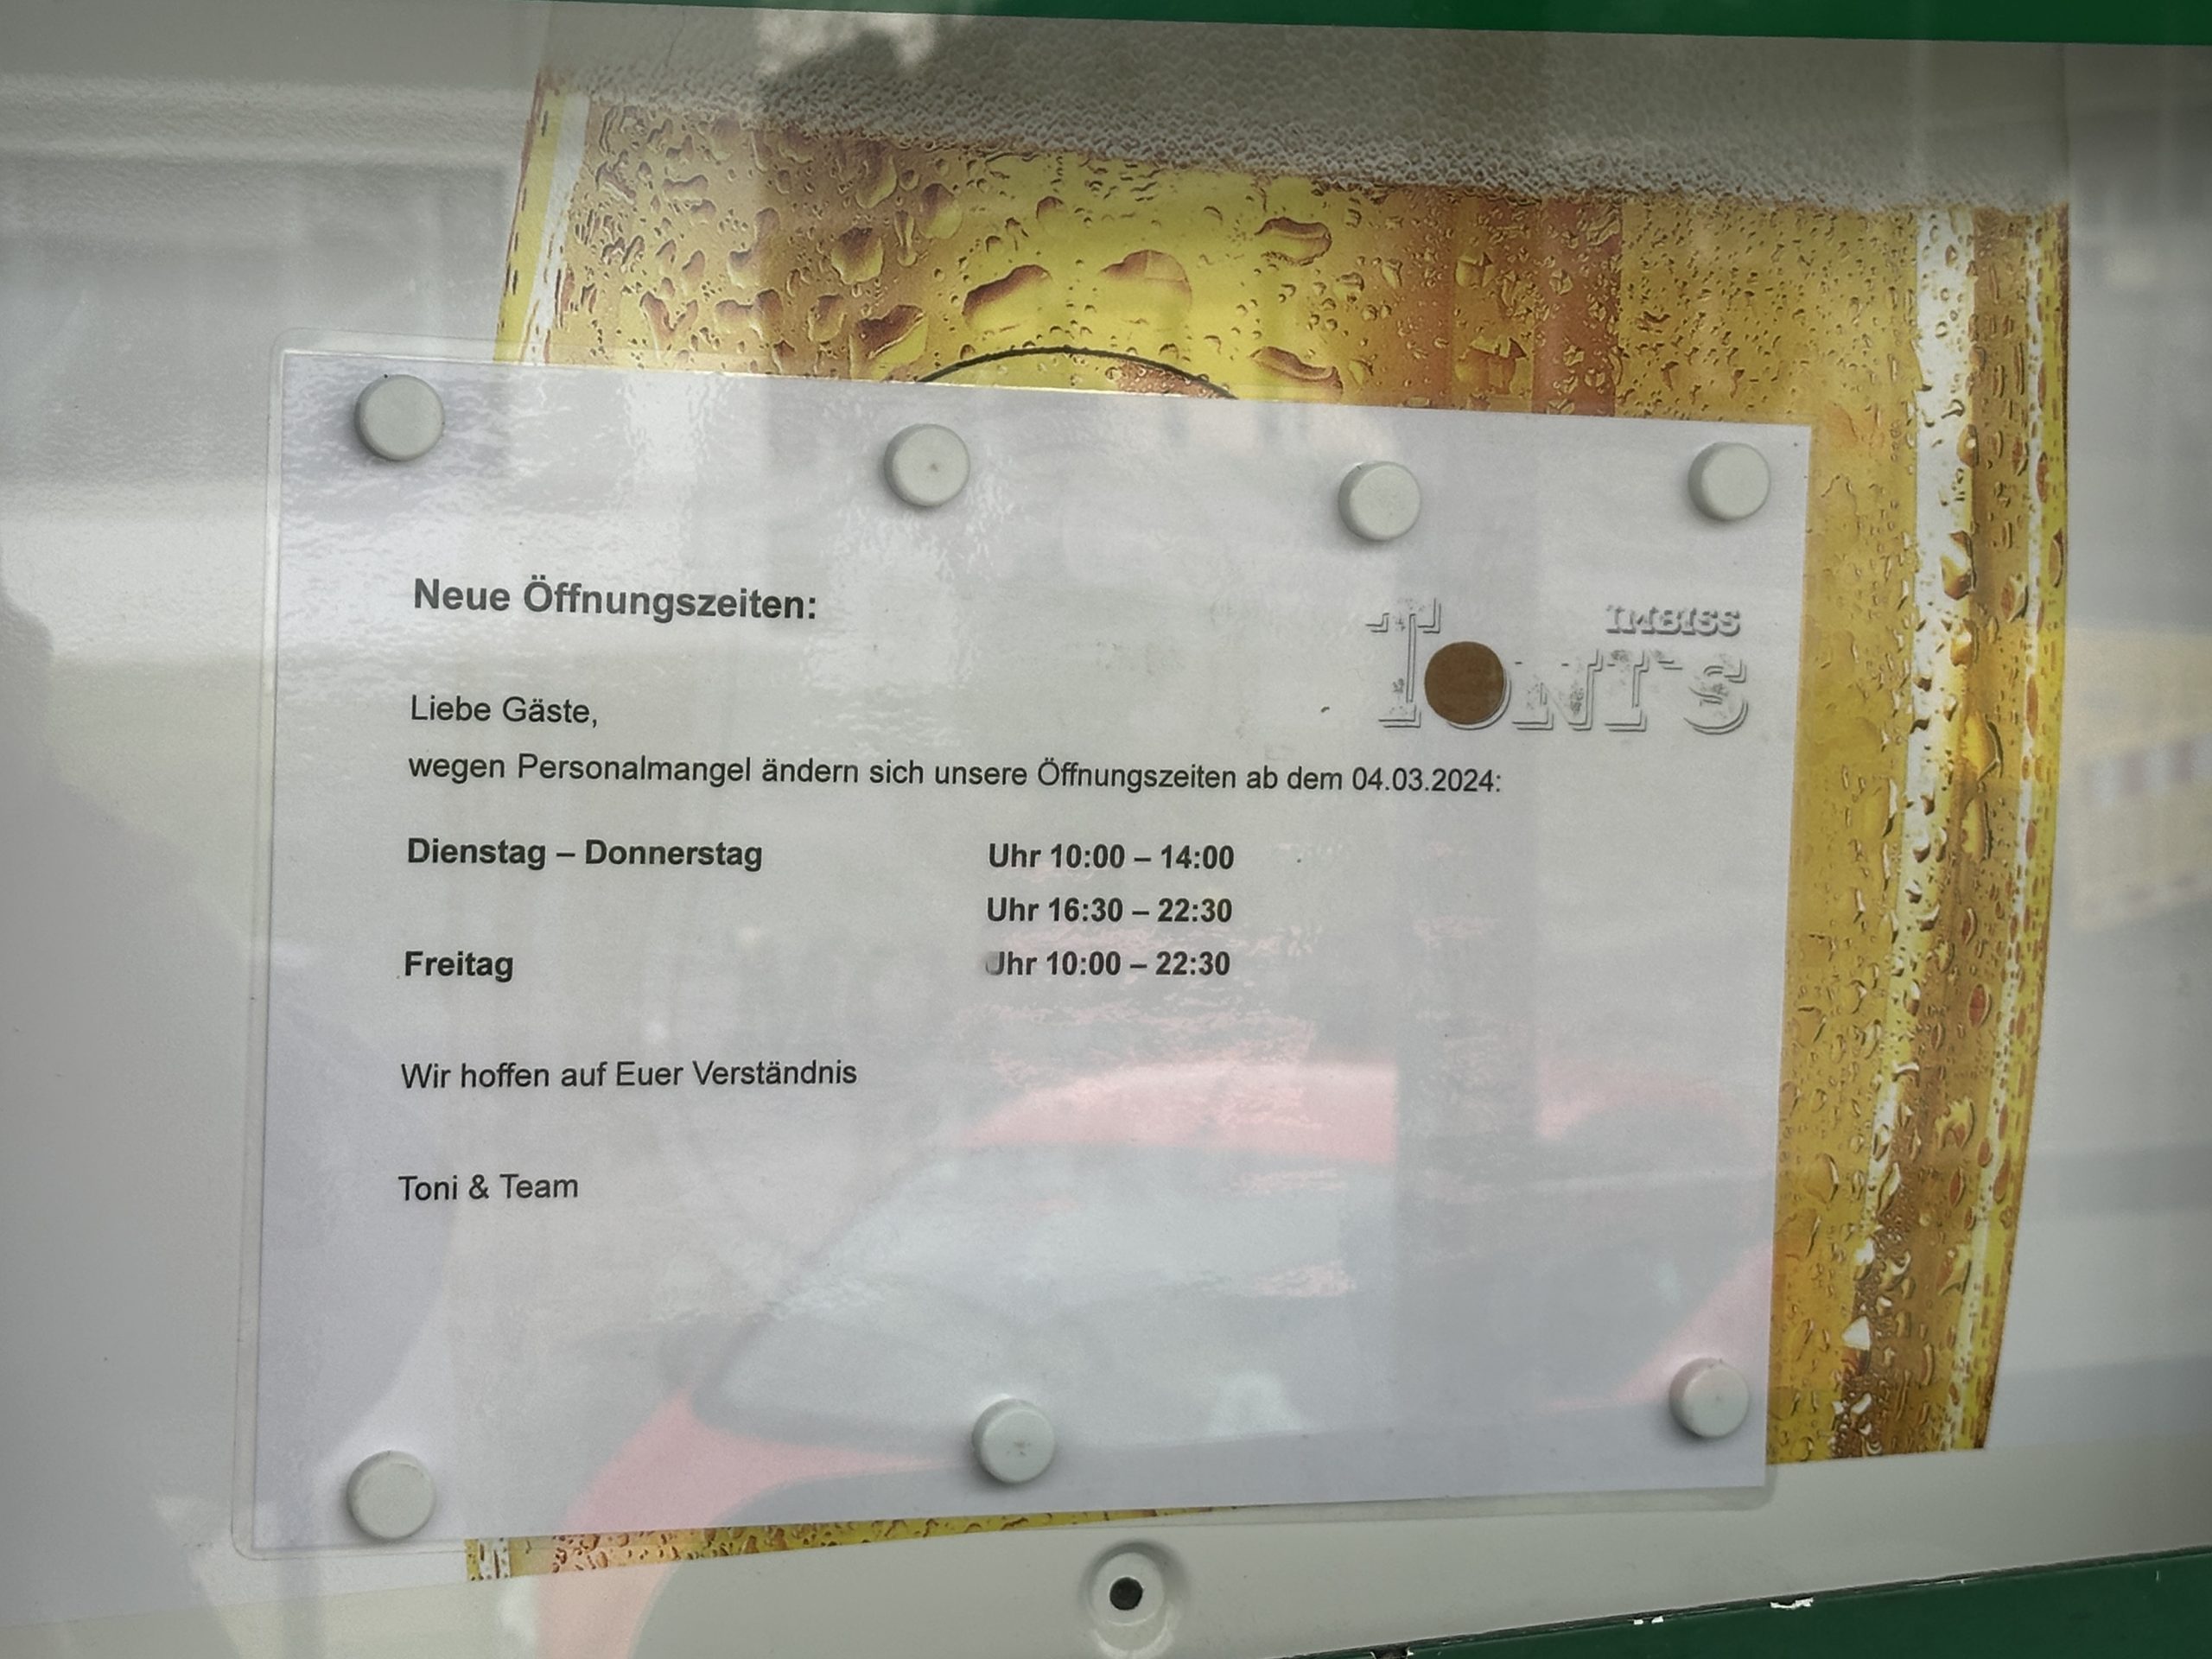 Neue Öffnungszeiten:
IMBISS
TONI'S
Liebe Gäste,
wegen Personalmangel ändern sich unsere Öffnungszeiten ab dem 04.03.2024:
Dienstag – Donnerstag Uhr 10:00 – 14:00
Uhr 16:30 – 22:30
Freitag Uhr 10:00 – 22:30
Wir hoffen auf Euer Verständnis
Toni & Team